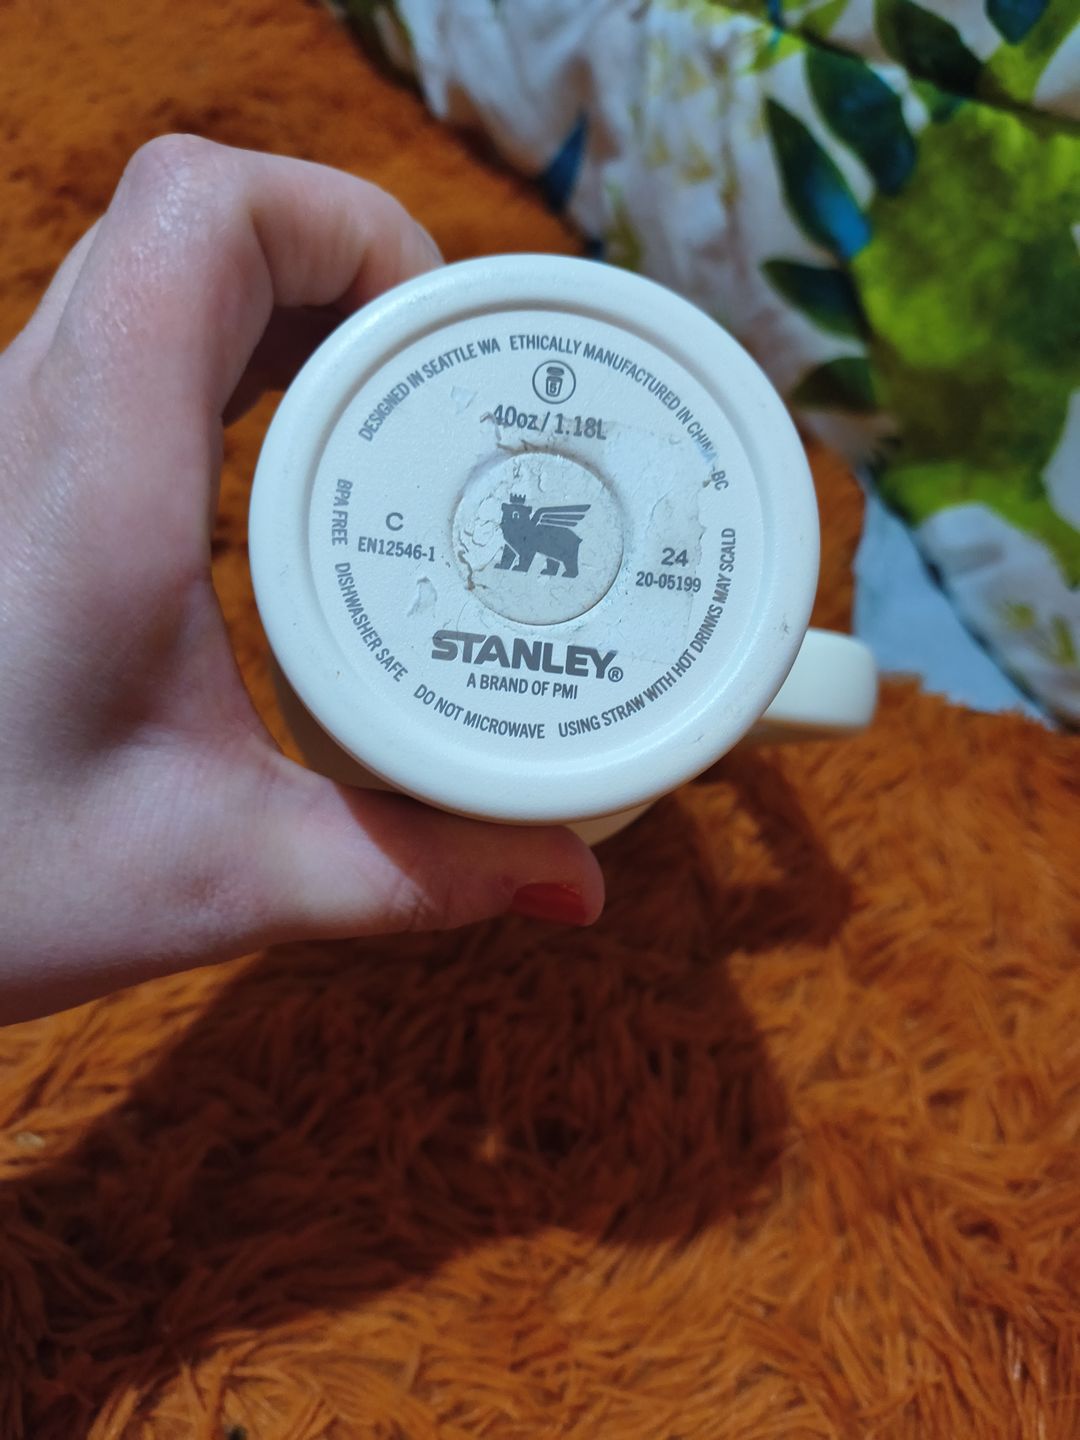 DESIGNED IN SEATTLE WA ETHICALLY MANUFACTURED IN CHINA -BC
5
40oz / 1.18L
C
EN12546-1
24
20-05199
STANLEY®
A BRAND OF PMI
BPA FREE DISHWASHER SAFE DO NOT MICROWAVE USING STRAW WITH HOT DRINKS MAY SCALD